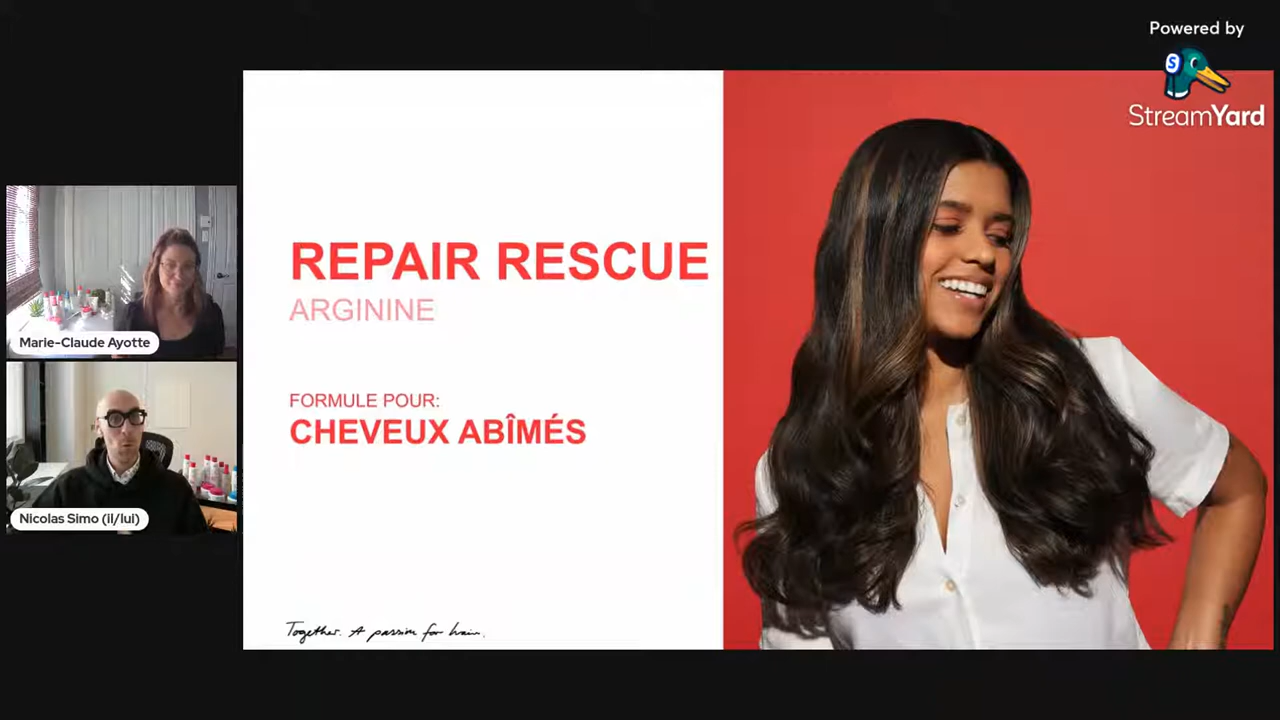 Powered by
StreamYard
REPAIR RESCUE
ARGININE
FORMULE POUR:
CHEVEUX ABÎMÉS
Together. A passion for hair.
Marie-Claude Ayotte
Nicolas Simo (il/lui)